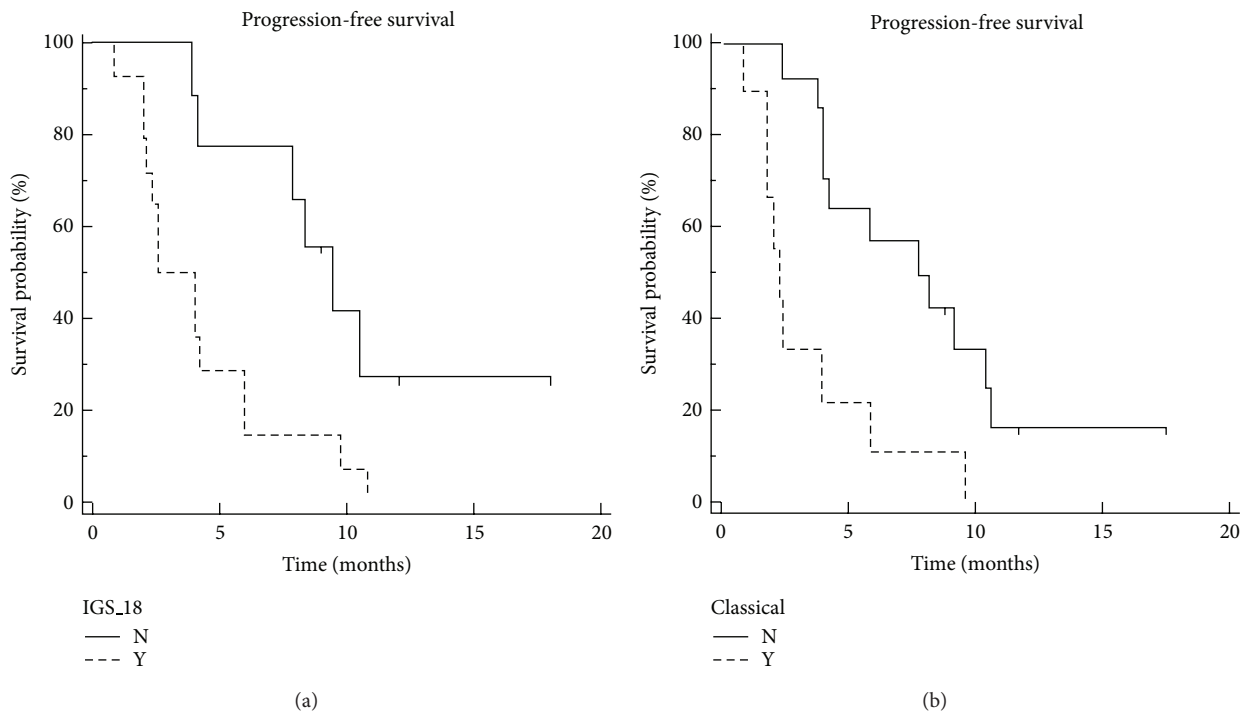 Progression-free survival
100
80
60
40
20
0
Survival probability (%)
0 5 10 15 20
Time (months)
IGS_18
N
Y
(a)
Progression-free survival
100
80
60
40
20
0
Survival probability (%)
0 5 10 15 20
Time (months)
Classical
N
Y
(b)